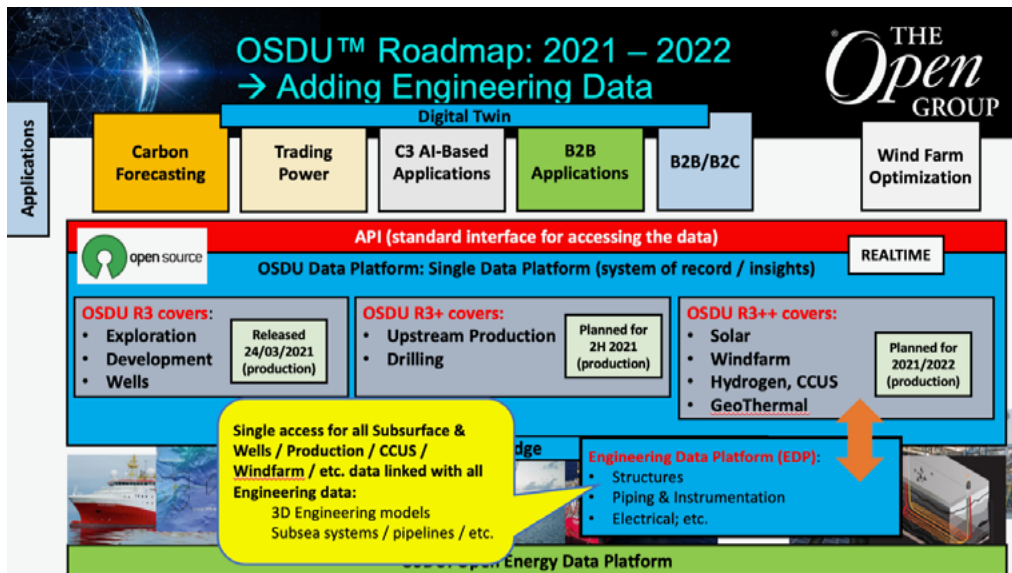 OSDU™ Roadmap: 2021 – 2022
→ Adding Engineering Data
®
THE
Open
GROUP
Applications
Digital Twin
Carbon
Forecasting
Trading
Power
C3 AI-Based
Applications
B2B
Applications
B2B/B2C
Wind Farm
Optimization
API (standard interface for accessing the data)
open source
OSDU Data Platform: Single Data Platform (system of record / insights)
REALTIME
OSDU R3 covers:
• Exploration
• Development
• Wells
Released
24/03/2021
(production)
OSDU R3+ covers:
• Upstream Production
• Drilling
Planned for
2H 2021
(production)
OSDU R3++ covers:
• Solar
• Windfarm
• Hydrogen, CCUS
• GeoThermal
Planned for
2021/2022
(production)
Single access for all Subsurface &
Wells / Production / CCUS /
Windfarm / etc. data linked with all
Engineering data:
3D Engineering models
Subsea systems / pipelines / etc.
dge
Engineering Data Platform (EDP):
• Structures
• Piping & Instrumentation
• Electrical; etc.
Energy Data Platform